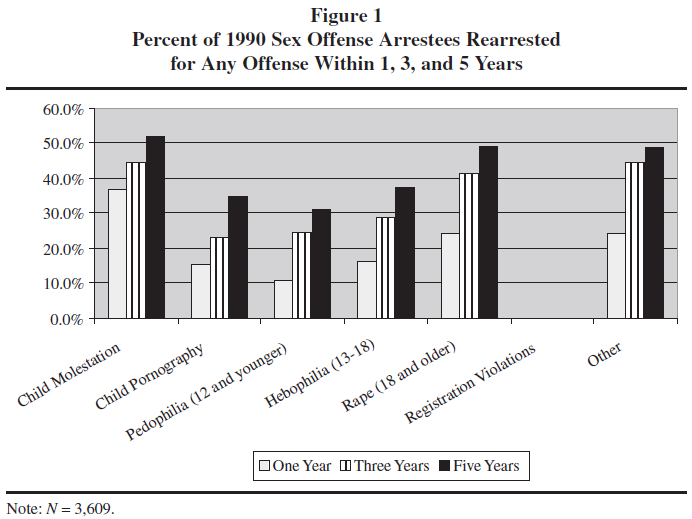 Figure 1
Percent of 1990 Sex Offense Arrestees Rearrested
for Any Offense Within 1, 3, and 5 Years
60.0%
50.0%
40.0%
30.0%
20.0%
10.0%
0.0%
Child Molestation
Child Pornography
Pedophilia (12 and younger)
Hebophilia (13-18)
Rape (18 and older)
Registration Violations
Other
One Year Three Years Five Years
Note: N = 3,609.